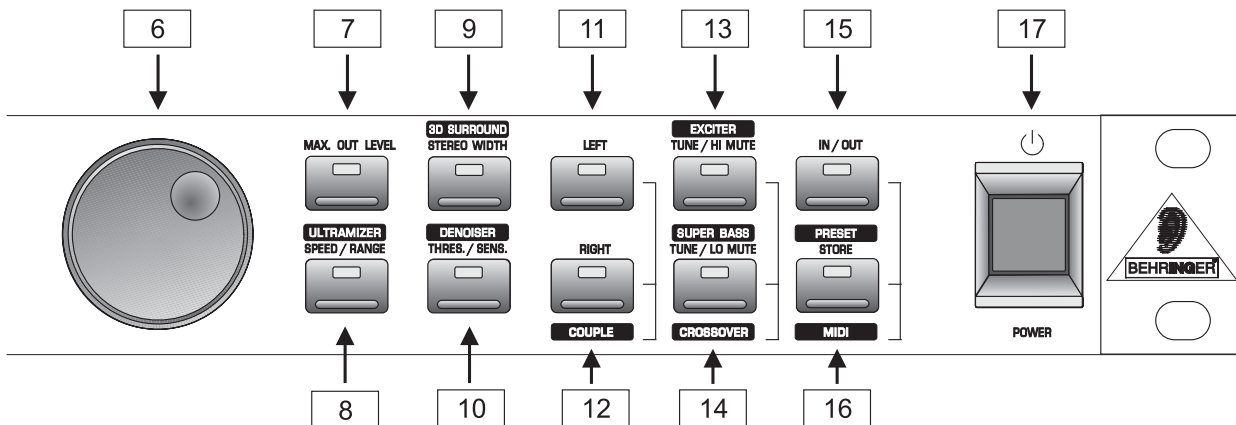 6 7 9 11 13 15 17
3D SURROUND EXCITER
MAX. OUT LEVEL STEREO WIDTH LEFT TUNE / HI MUTE IN / OUT
ULTRAMIZER DENOISER SUPER BASS PRESET
SPEED / RANGE THRES. / SENS. RIGHT TUNE / LO MUTE STORE
BEHRINGER
COUPLE CROSSOVER MIDI POWER
8 10 12 14 16